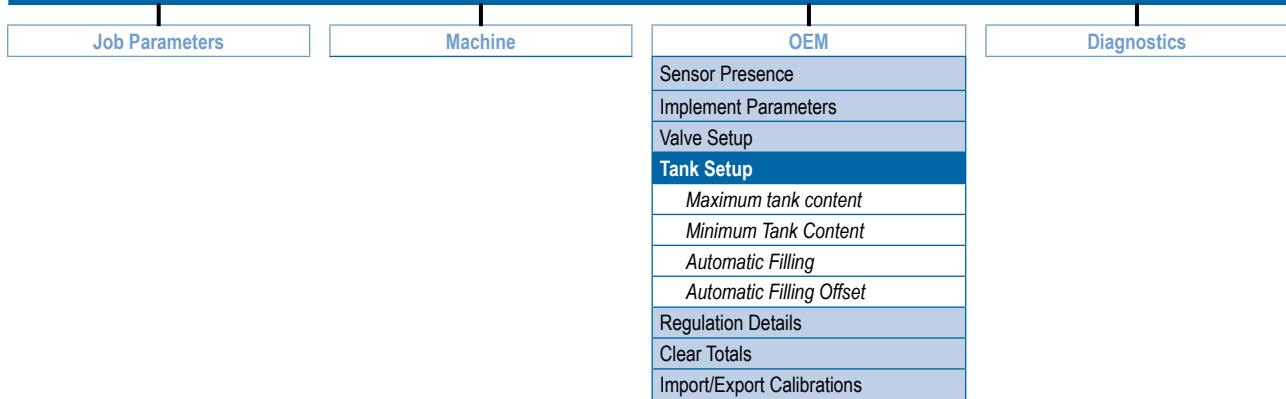 Job Parameters
Machine
OEM
Diagnostics
Sensor Presence
Implement Parameters
Valve Setup
Tank Setup
Maximum tank content
Minimum Tank Content
Automatic Filling
Automatic Filling Offset
Regulation Details
Clear Totals
Import/Export Calibrations